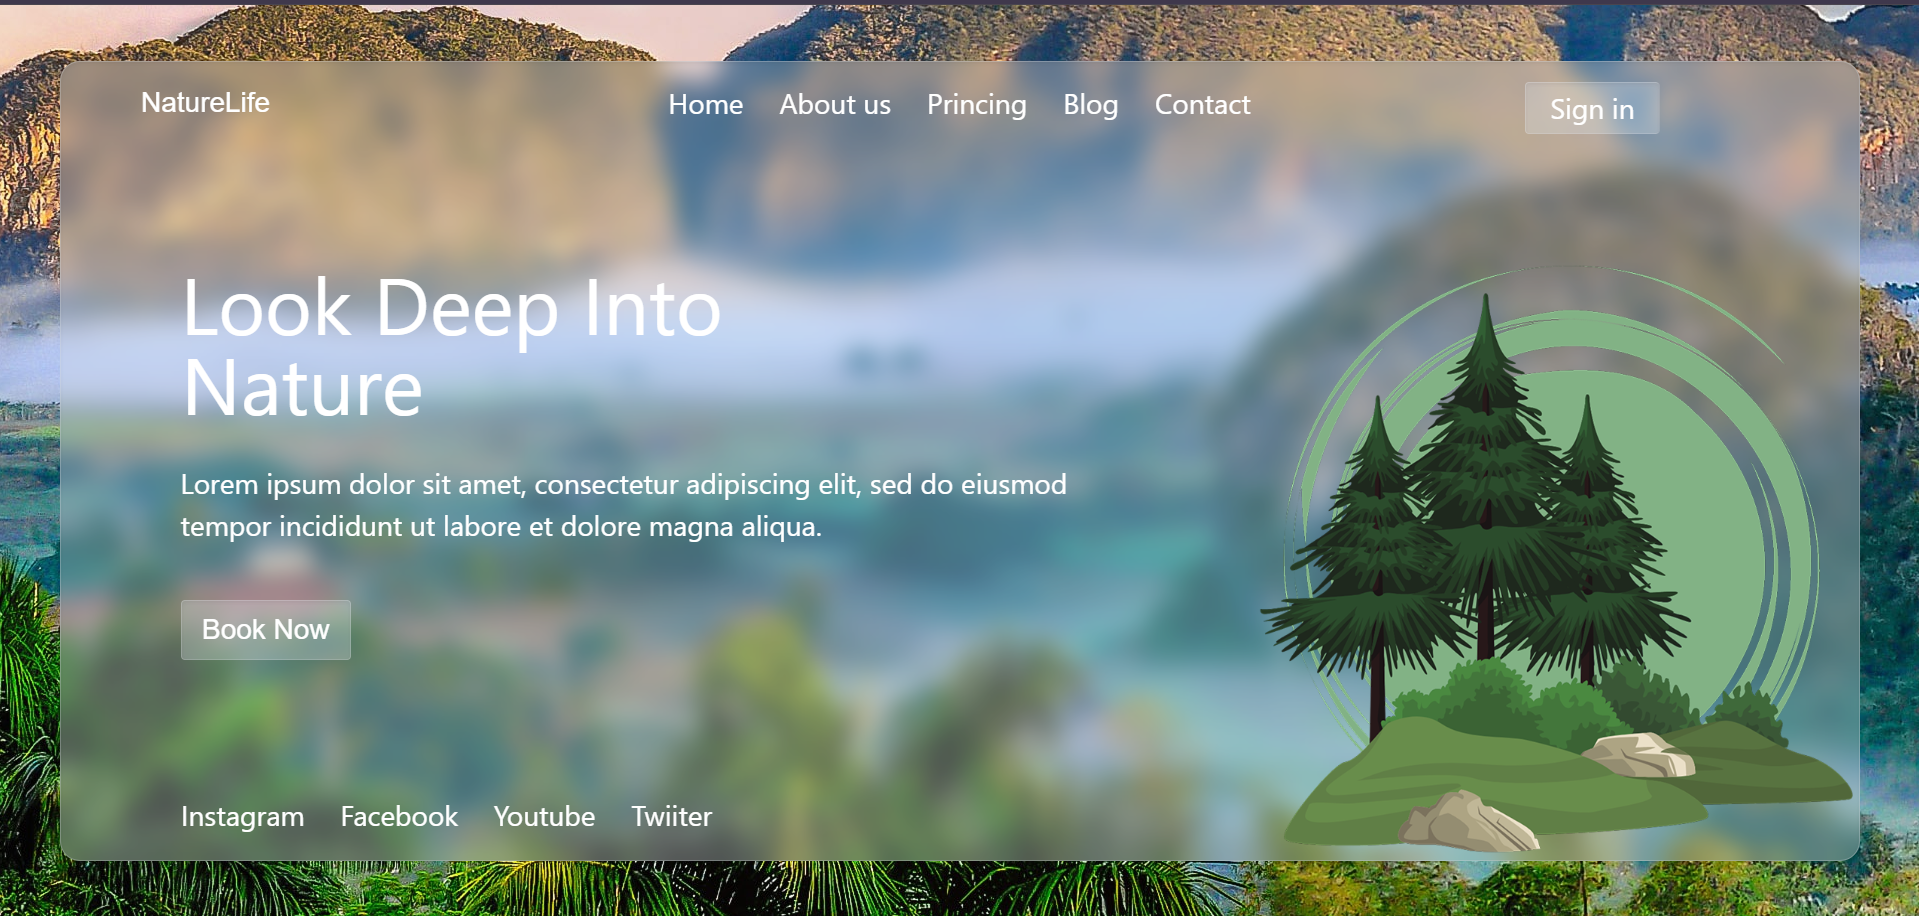 NatureLife
Home About us Princing Blog Contact
Sign in
Look Deep Into
Nature
Lorem ipsum dolor sit amet, consectetur adipiscing elit, sed do eiusmod
tempor incididunt ut labore et dolore magna aliqua.
Book Now
Instagram Facebook Youtube Twiiter